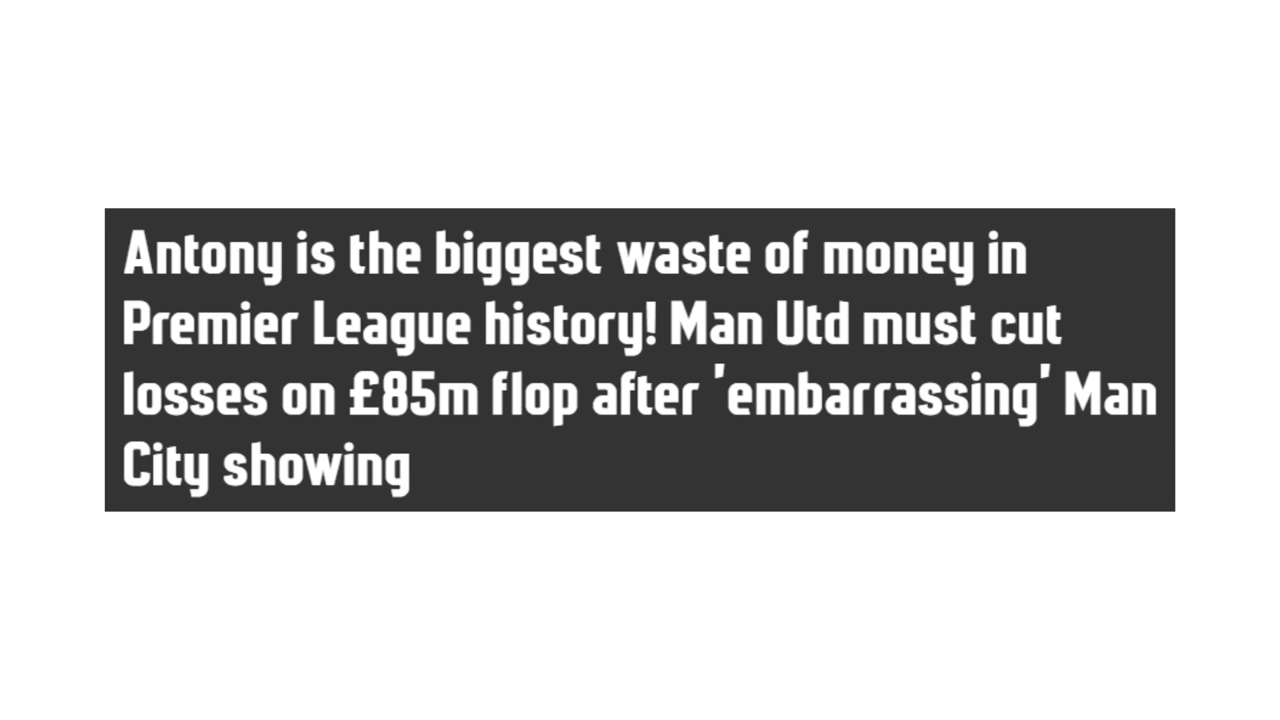 Antony is the biggest waste of money in
Premier League history! Man Utd must cut
losses on £85m flop after 'embarrassing' Man
City showing